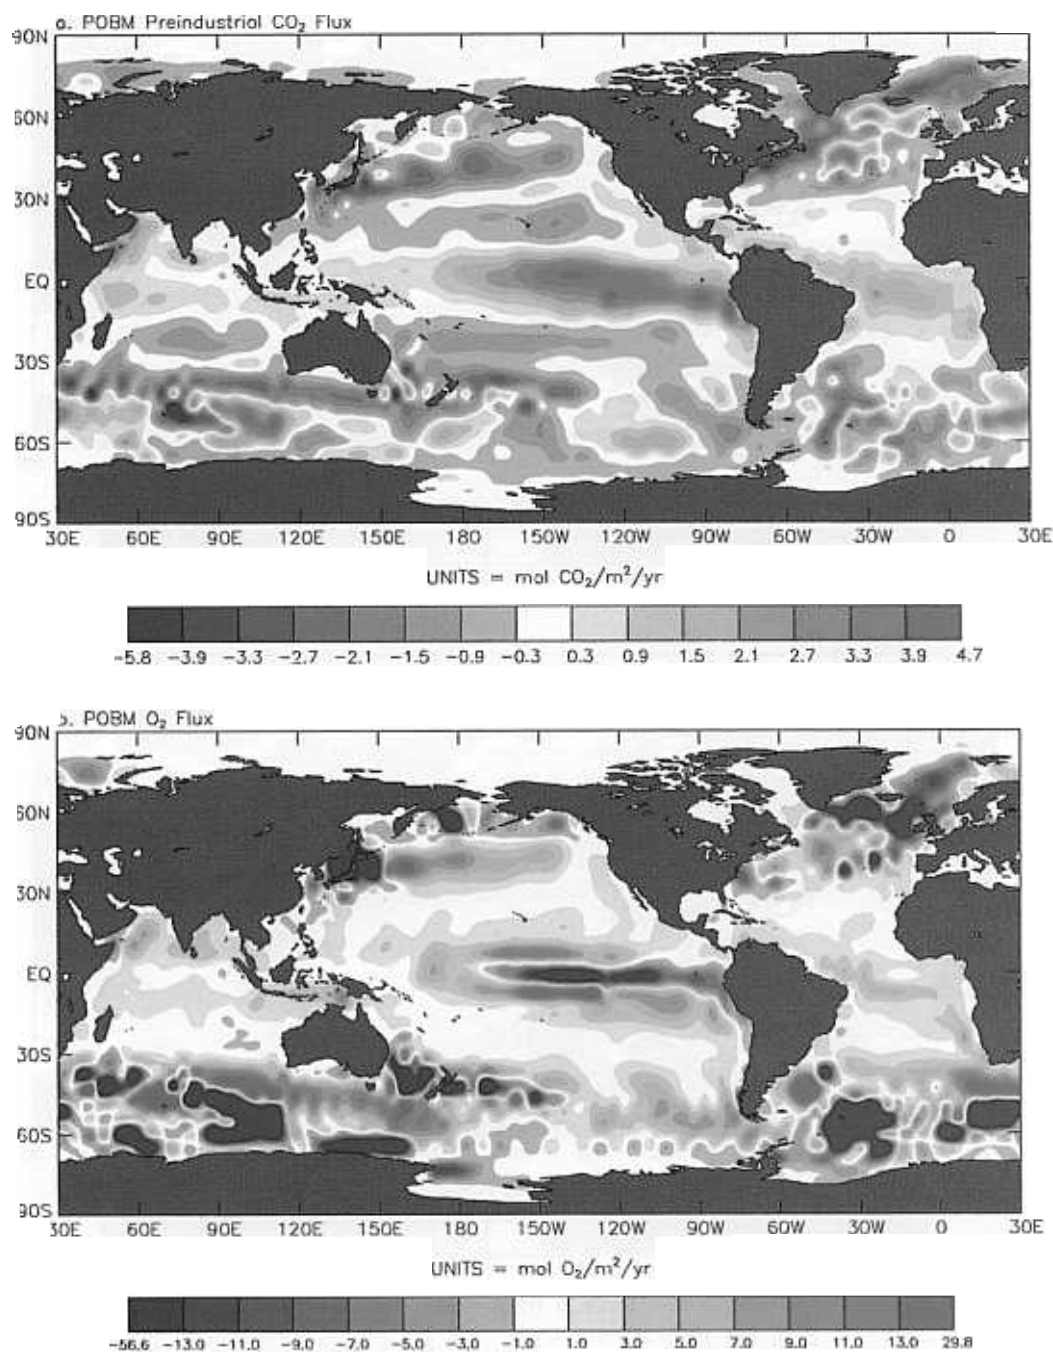 a. POBM Preindustrial CO₂ Flux
60N
30N
EQ
30S
60S
90S
30E 60E 90E 120E 150E 180 150W 120W 90W 60W 30W 0 30E
UNITS = mol CO₂/m²/yr
-5.8 -3.9 -3.3 -2.7 -2.1 -1.5 -0.9 -0.3 0.3 0.9 1.5 2.1 2.7 3.3 3.9 4.7
b. POBM O₂ Flux
90N
60N
30N
EQ
30S
60S
90S
30E 60E 90E 120E 150E 180 150W 120W 90W 60W 30W 0 30E
UNITS = mol O₂/m²/yr
-56.6 -13.0 -11.0 -9.0 -7.0 -5.0 -3.0 -1.0 1.0 3.0 5.0 7.0 9.0 11.0 13.0 29.8